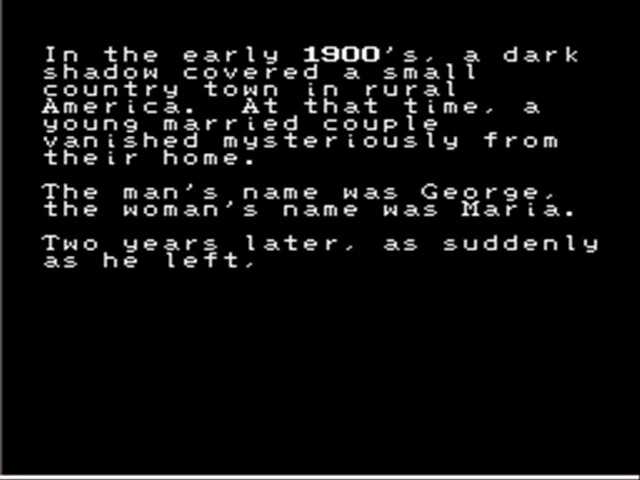 In the early 1900's, a dark
shadow covered a small
country town in rural
America.  At that time, a
young married couple
vanished mysteriously from
their home.
The man's name was George,
the woman's name was Maria.
Two years later, as suddenly
as he left,